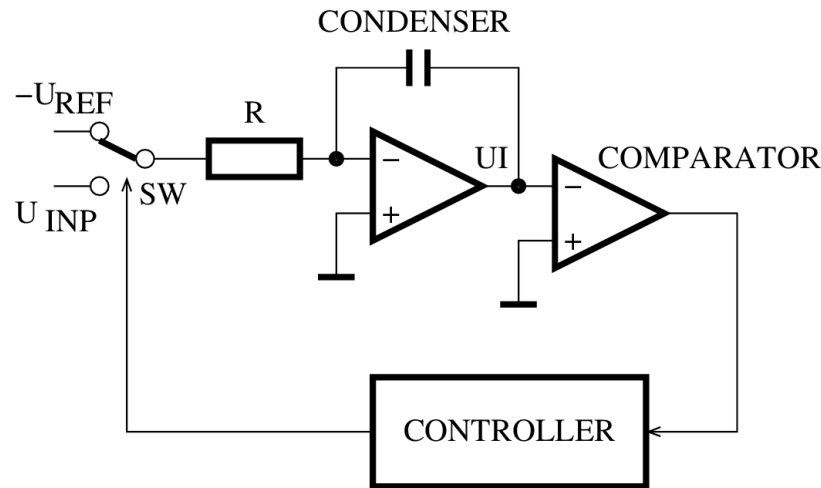 CONDENSER
−UREF
R
−
UI
COMPARATOR
−
SW
U INP
+
+
CONTROLLER